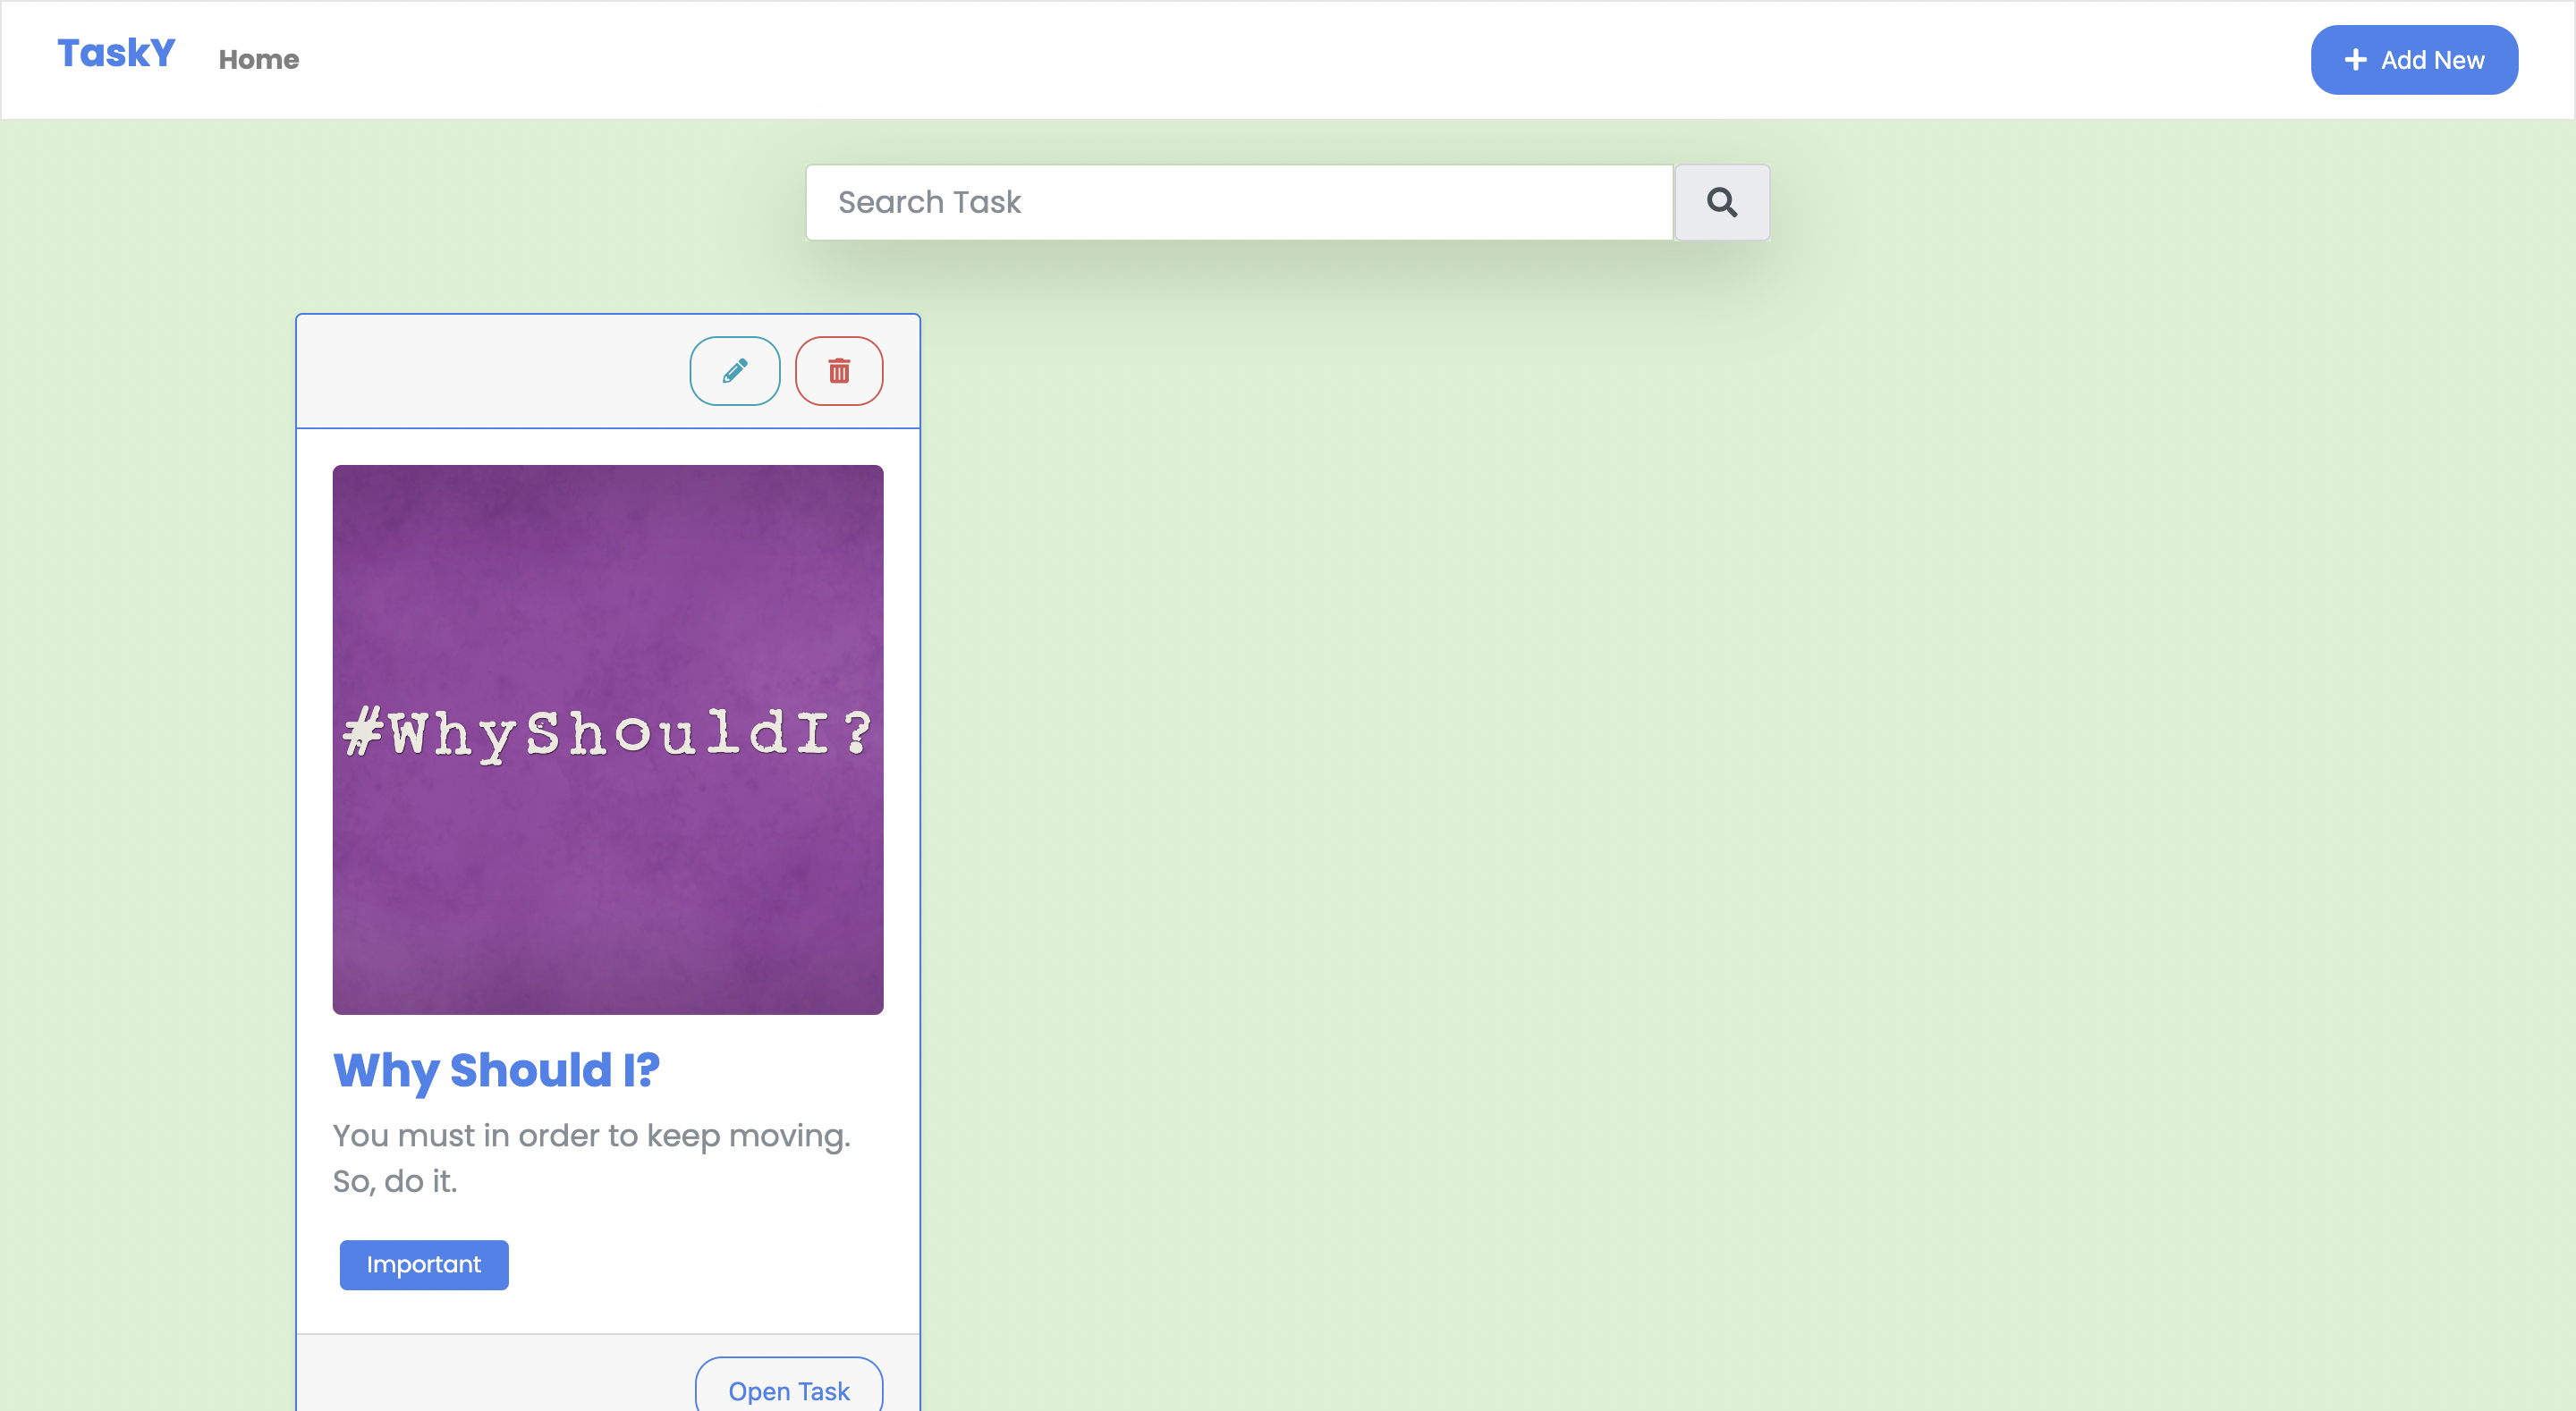 TaskY Home Add New
Search Task
#WhyShouldI?
Why Should I?
You must in order to keep moving.
So, do it.
Important
Open Task